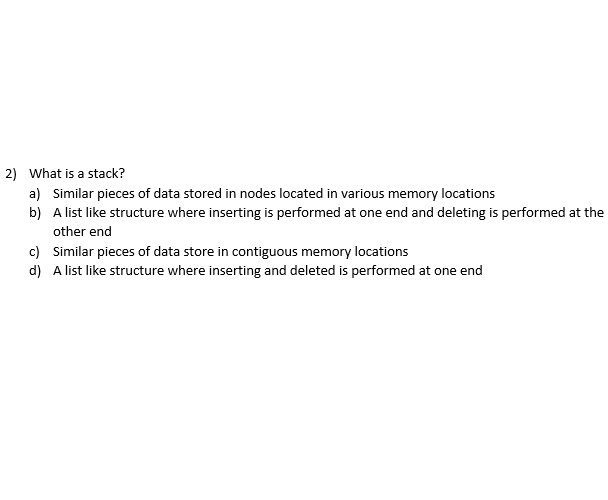 2) What is a stack?
a) Similar pieces of data stored in nodes located in various memory locations
b) A list like structure where inserting is performed at one end and deleting is performed at the
other end
c) Similar pieces of data store in contiguous memory locations
d) A list like structure where inserting and deleted is performed at one end